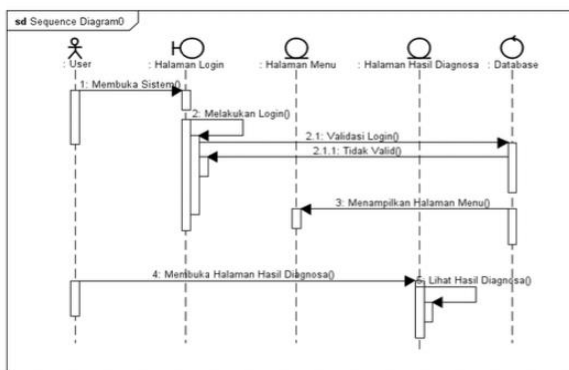 sd Sequence Diagram0
: User
: Halaman Login
: Halaman Menu
: Halaman Hasil Diagnosa
: Database
1: Membuka Sistem()
2: Melakukan Login()
2.1: Validasi Login()
2.1.1: Tidak Valid()
3: Menampilkan Halaman Menu()
4: Membuka Halaman Hasil Diagnosa()
5: Lihat Hasil Diagnosa()